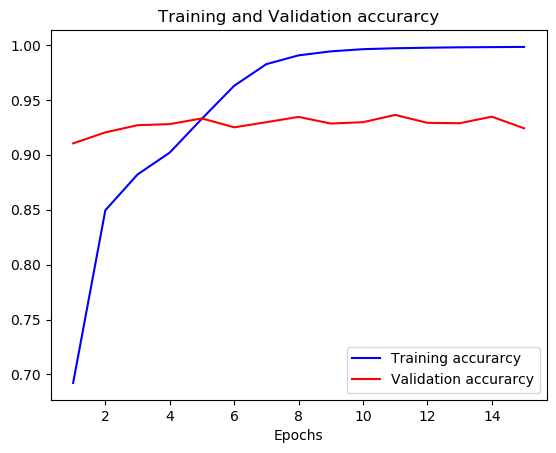 Training and Validation accurarcy
1.00
0.95
0.90
0.85
0.80
0.75
0.70
Training accurarcy
Validation accurarcy
2 4 6 8 10 12 14
Epochs